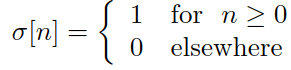 σ[n] = { 1 for n ≥ 0
0 elsewhere